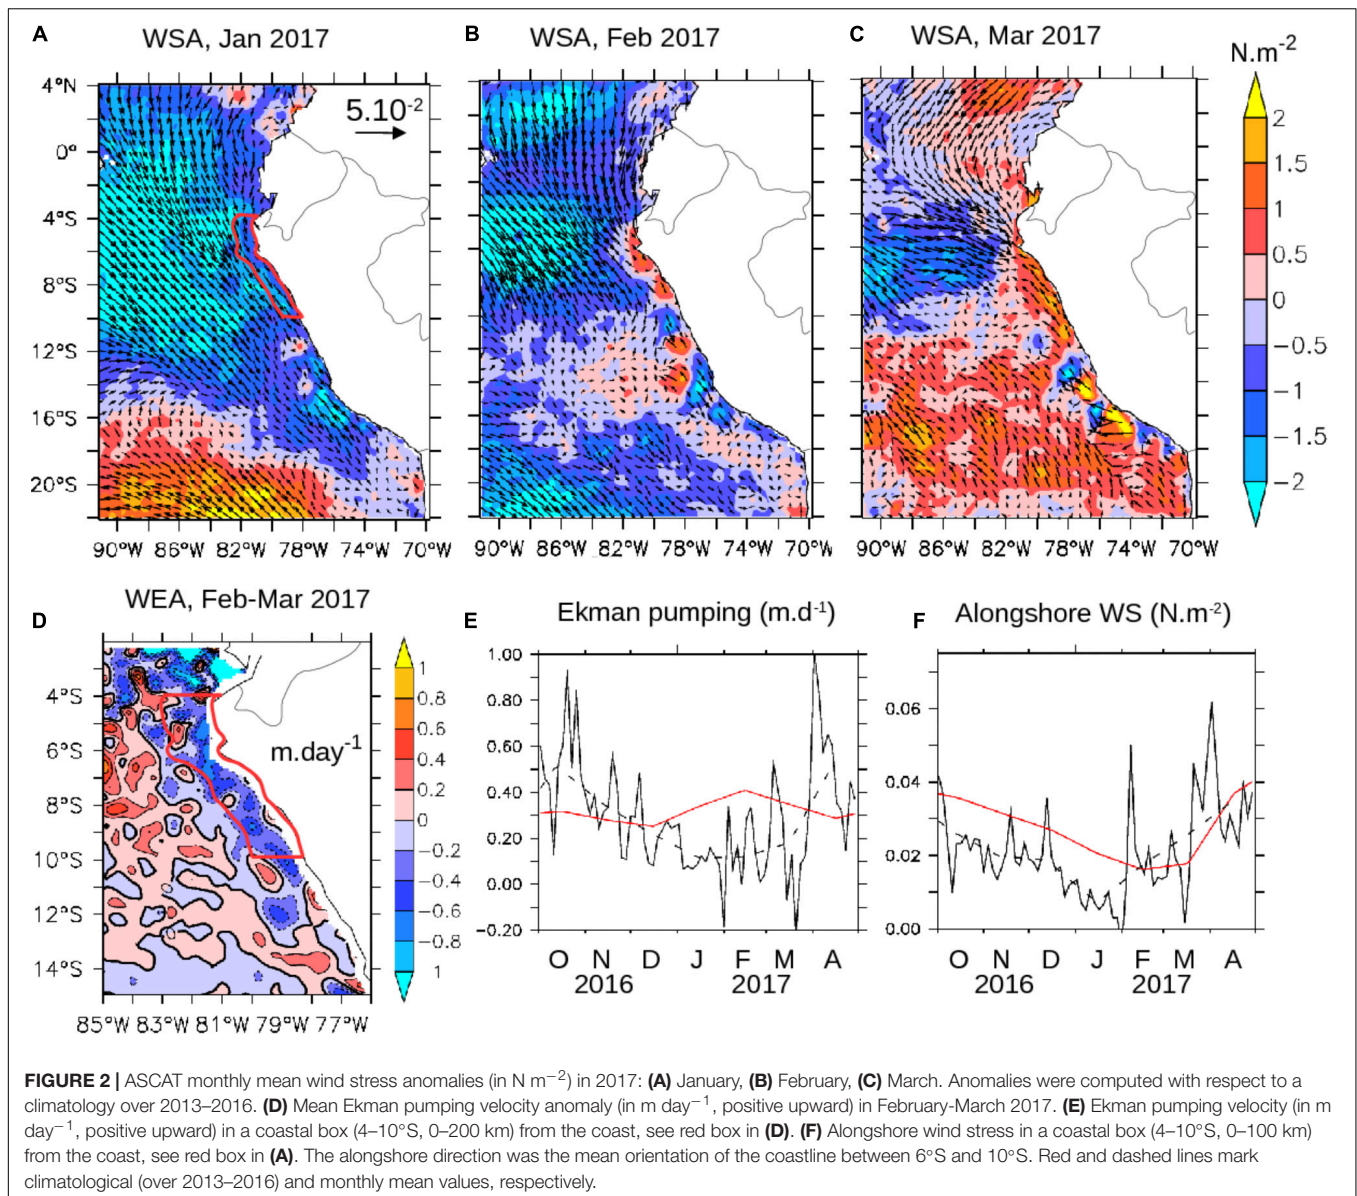 A
WSA, Jan 2017
B
WSA, Feb 2017
C
WSA, Mar 2017
N.m-2
5.10-2
4°N
0°
4°S
8°S
12°S
16°S
20°S
90°W 86°W 82°W 78°W 74°W 70°W
90°W 86°W 82°W 78°W 74°W 70°W
90°W 86°W 82°W 78°W 74°W 70°W
2
1.5
1
0.5
0
−0.5
−1
−1.5
−2
D
WEA, Feb-Mar 2017
m.day-1
4°S
6°S
8°S
10°S
12°S
14°S
85°W 83°W 81°W 79°W 77°W
1
0.8
0.6
0.4
0.2
0
−0.2
−0.4
−0.6
−0.8
1
E
Ekman pumping (m.d-1)
1.00
0.80
0.60
0.40
0.20
0.00
−0.20
O N D J F M A
2016 2017
F
Alongshore WS (N.m-2)
0.06
0.04
0.02
0.00
O N D J F M A
2016 2017
FIGURE 2 | ASCAT monthly mean wind stress anomalies (in N m−2) in 2017: (A) January, (B) February, (C) March. Anomalies were computed with respect to a
climatology over 2013–2016. (D) Mean Ekman pumping velocity anomaly (in m day−1, positive upward) in February-March 2017. (E) Ekman pumping velocity (in m
day−1, positive upward) in a coastal box (4–10°S, 0–200 km) from the coast, see red box in (D). (F) Alongshore wind stress in a coastal box (4–10°S, 0–100 km)
from the coast, see red box in (A). The alongshore direction was the mean orientation of the coastline between 6°S and 10°S. Red and dashed lines mark
climatological (over 2013–2016) and monthly mean values, respectively.